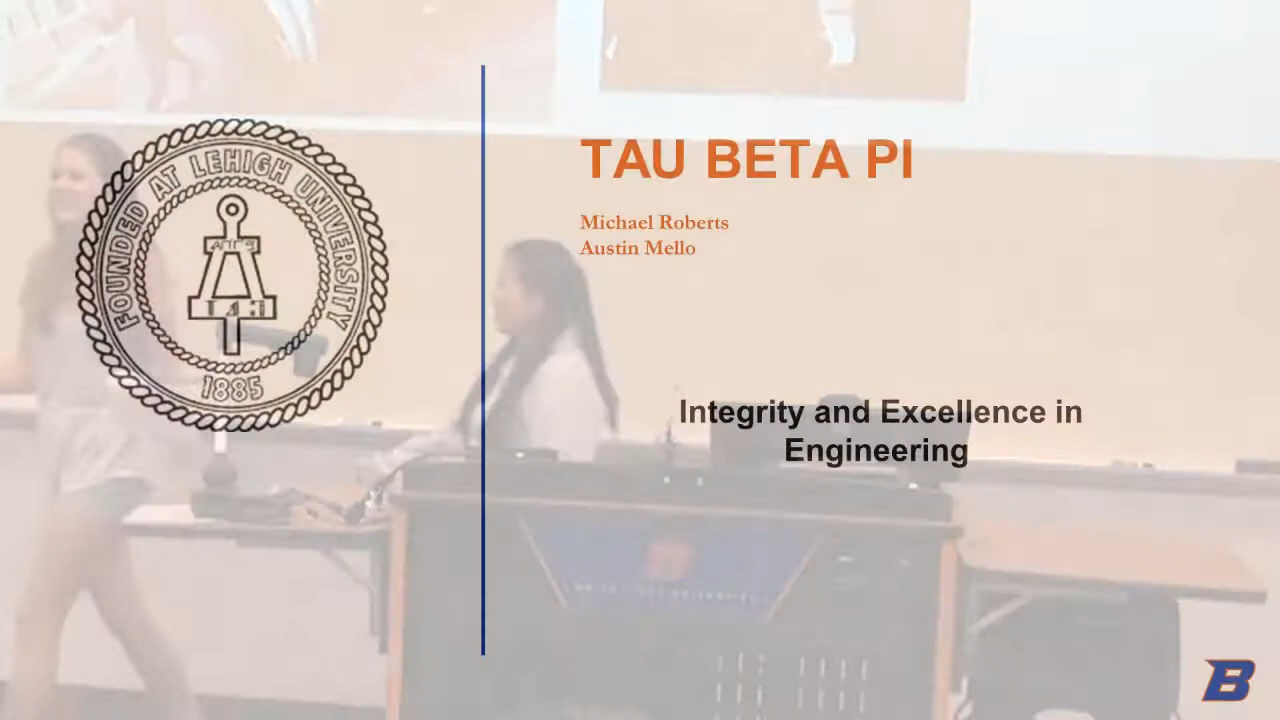 FOUNDED AT LEHIGH UNIVERSITY
1885
TAU BETA PI
Michael Roberts
Austin Mello
Integrity and Excellence in
Engineering
B